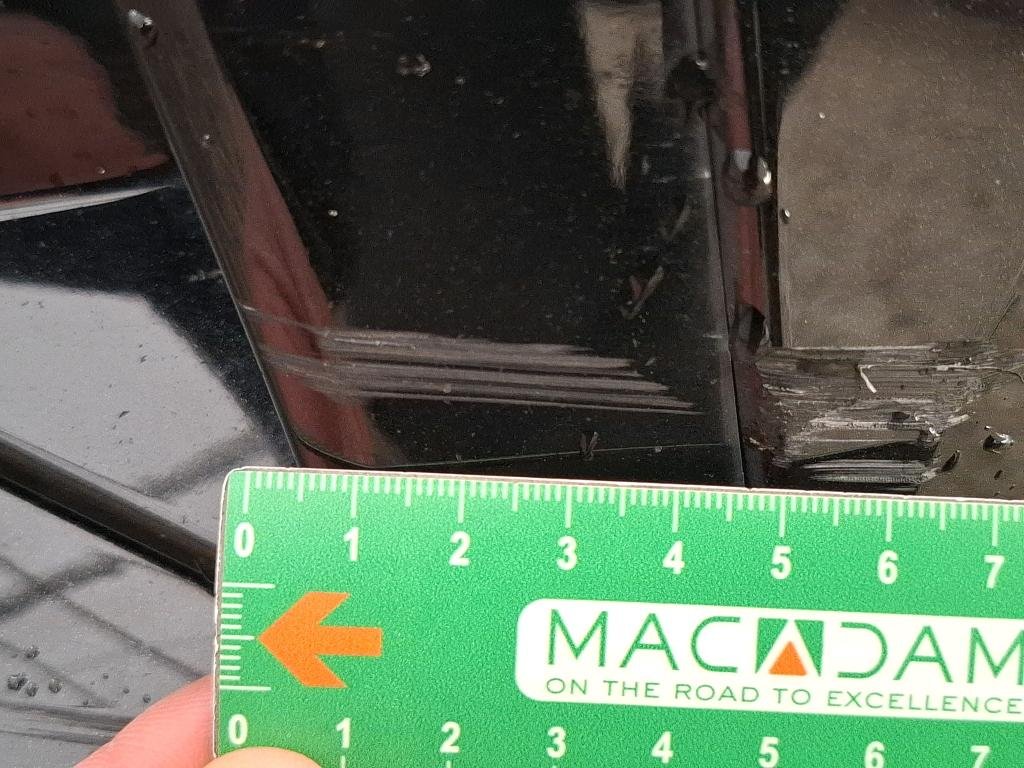 0 1 2 3 4 5 6 7
MACADAM
ON THE ROAD TO EXCELLENCE
0 1 2 3 4 5 6 7